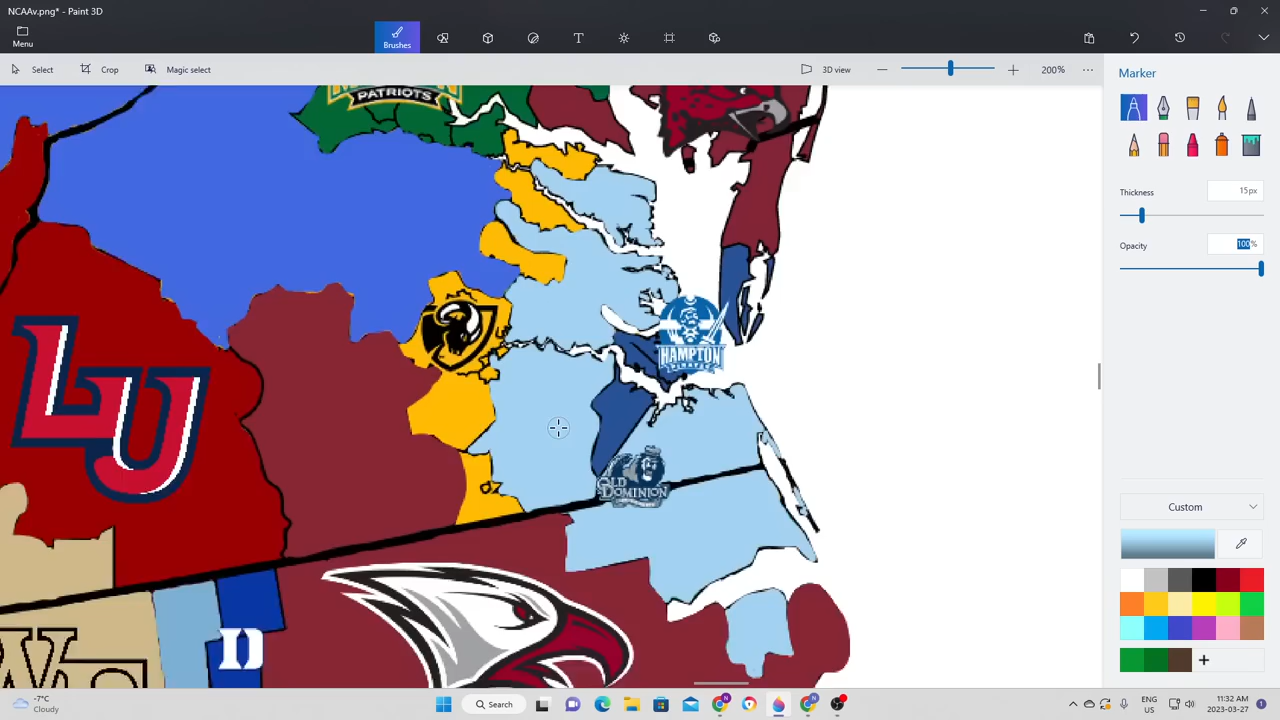 NCAAv.png* - Paint 3D
Menu
Brushes
Select
Crop
Magic select
3D view
200%
Marker
PATRIOTS
Thickness
15px
Opacity
100%
HAMPTON
PIRATES
LU
OLD
DOMINION
Custom
D
-7°C
Cloudy
Search
ENG
US
11:32 AM
2023-03-27